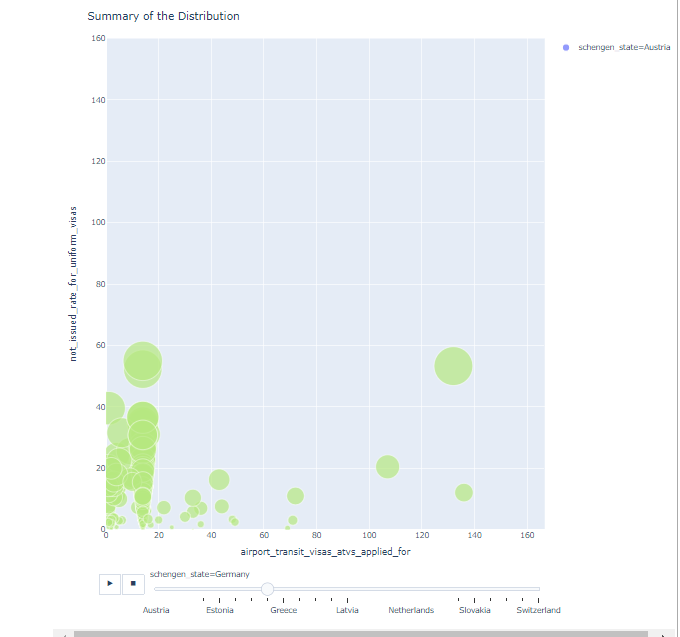 Summary of the Distribution
schengen_state=Austria
160
140
120
100
80
60
40
20
0
not_issued_rate_for_uniform_visas
0 20 40 60 80 100 120 140 160
airport_transit_visas_atvs_applied_for
schengen_state=Germany
Austria Estonia Greece Latvia Netherlands Slovakia Switzerland